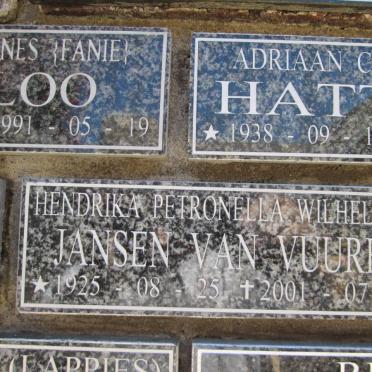 NES {FANIE}
LOO
1991 - 05 - 19
ADRIAAN C
HATT
★ 1938 - 09 - 1
HENDRIKA PETRONELLA WILHEL
JANSEN VAN VUUR
★ 1925 - 08 - 25 ✝ 2001 - 07
(LAPPIES)